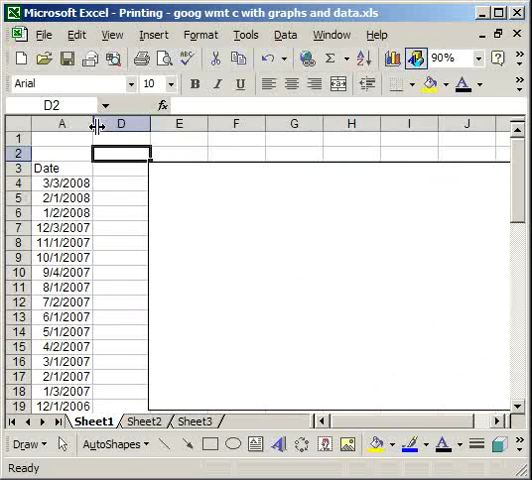 Microsoft Excel - Printing - goog wmt c with graphs and data.xls
File Edit View Insert Format Tools Data Window Help
90%
Arial 10 B I U
D2 fx
A D E F G H I J
1
2
3 Date
4 3/3/2008
5 2/1/2008
6 1/2/2008
7 12/3/2007
8 11/1/2007
9 10/1/2007
10 9/4/2007
11 8/1/2007
12 7/2/2007
13 6/1/2007
14 5/1/2007
15 4/2/2007
16 3/1/2007
17 2/1/2007
18 1/3/2007
19 12/1/2006
Sheet1 Sheet2 Sheet3
Draw AutoShapes
Ready